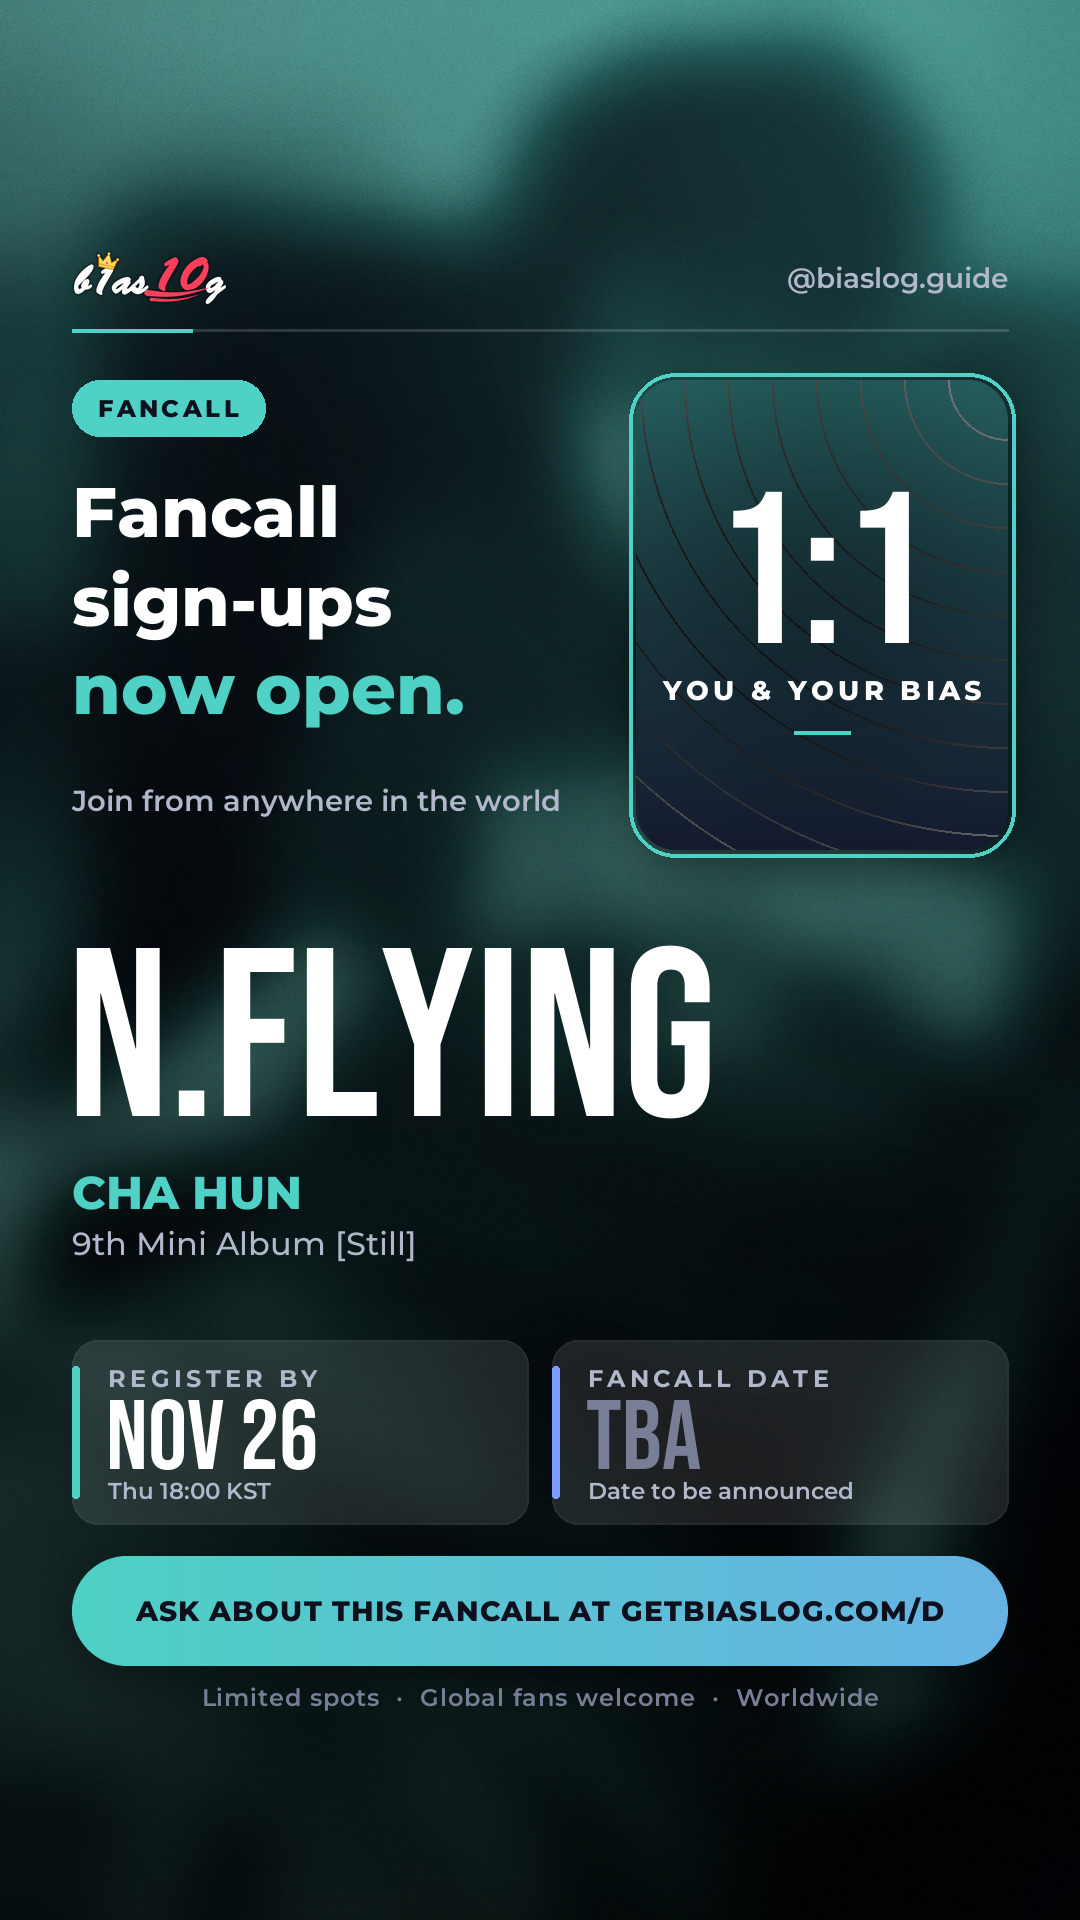 b1as10g
@biaslog.guide
FANCALL
Fancall
sign-ups
now open.
Join from anywhere in the world
1:1
YOU & YOUR BIAS
N.FLYING
CHA HUN
9th Mini Album [Still]
REGISTER BY
NOV 26
Thu 18:00 KST
FANCALL DATE
TBA
Date to be announced
ASK ABOUT THIS FANCALL AT GETBIASLOG.COM/D
Limited spots · Global fans welcome · Worldwide